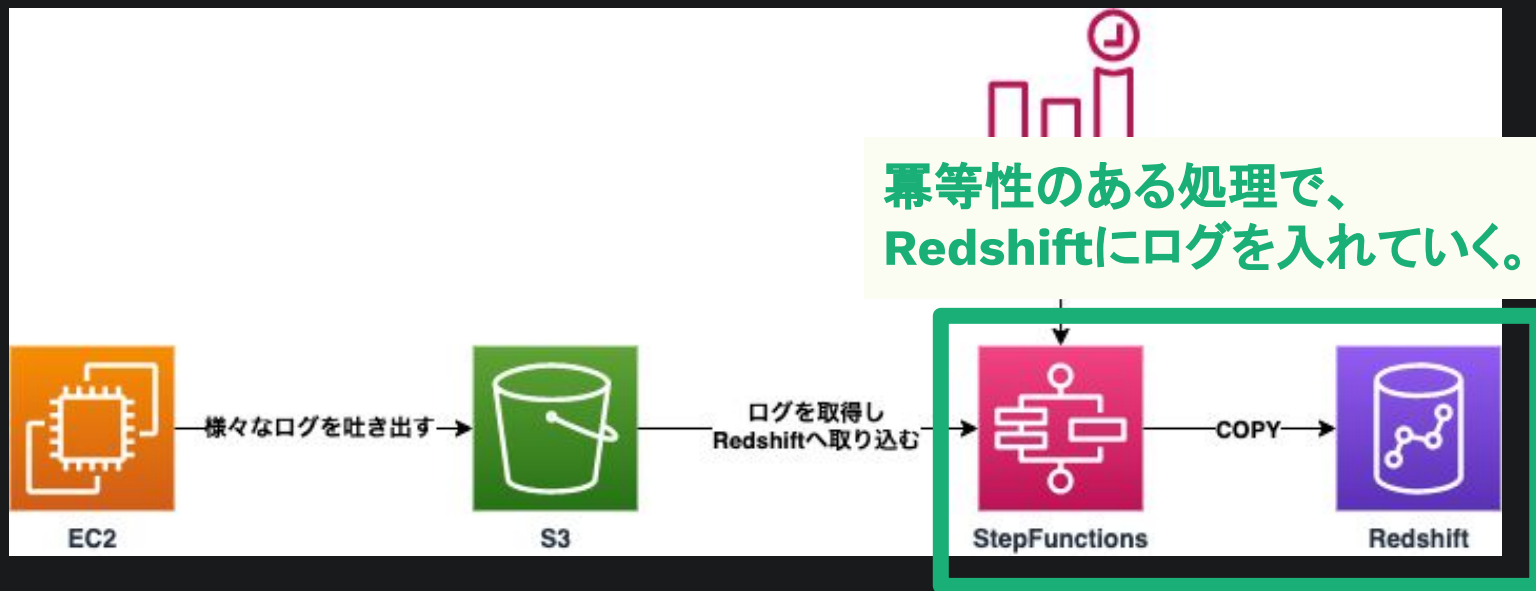 冪等性のある処理で、
Redshiftにログを入れていく。
様々なログを吐き出す
ログを取得し
Redshiftへ取り込む
COPY
EC2
S3
StepFunctions
Redshift